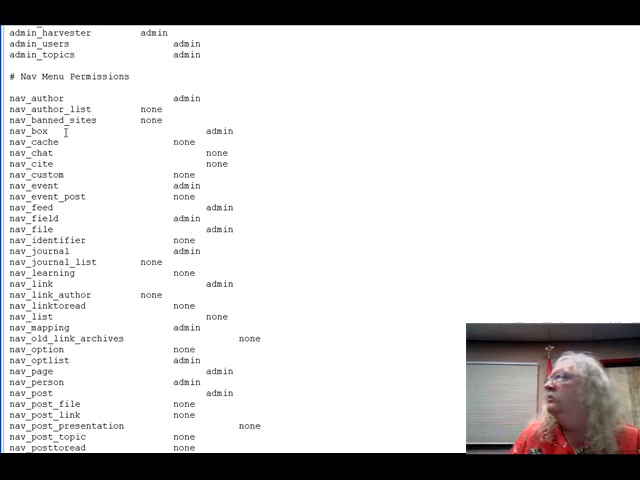 admin_harvester admin
admin_users admin
admin_topics admin
# Nav Menu Permissions
nav_author admin
nav_author_list none
nav_banned_sites none
nav_box admin
nav_cache none
nav_chat none
nav_cite none
nav_custom none
nav_event admin
nav_event_post none
nav_feed admin
nav_field admin
nav_file admin
nav_identifier none
nav_journal admin
nav_journal_list none
nav_learning none
nav_link admin
nav_link_author none
nav_linktoread none
nav_list none
nav_mapping admin
nav_old_link_archives none
nav_option none
nav_optlist admin
nav_page admin
nav_person admin
nav_post admin
nav_post_file none
nav_post_link none
nav_post_presentation none
nav_post_topic none
nav_posttoread none